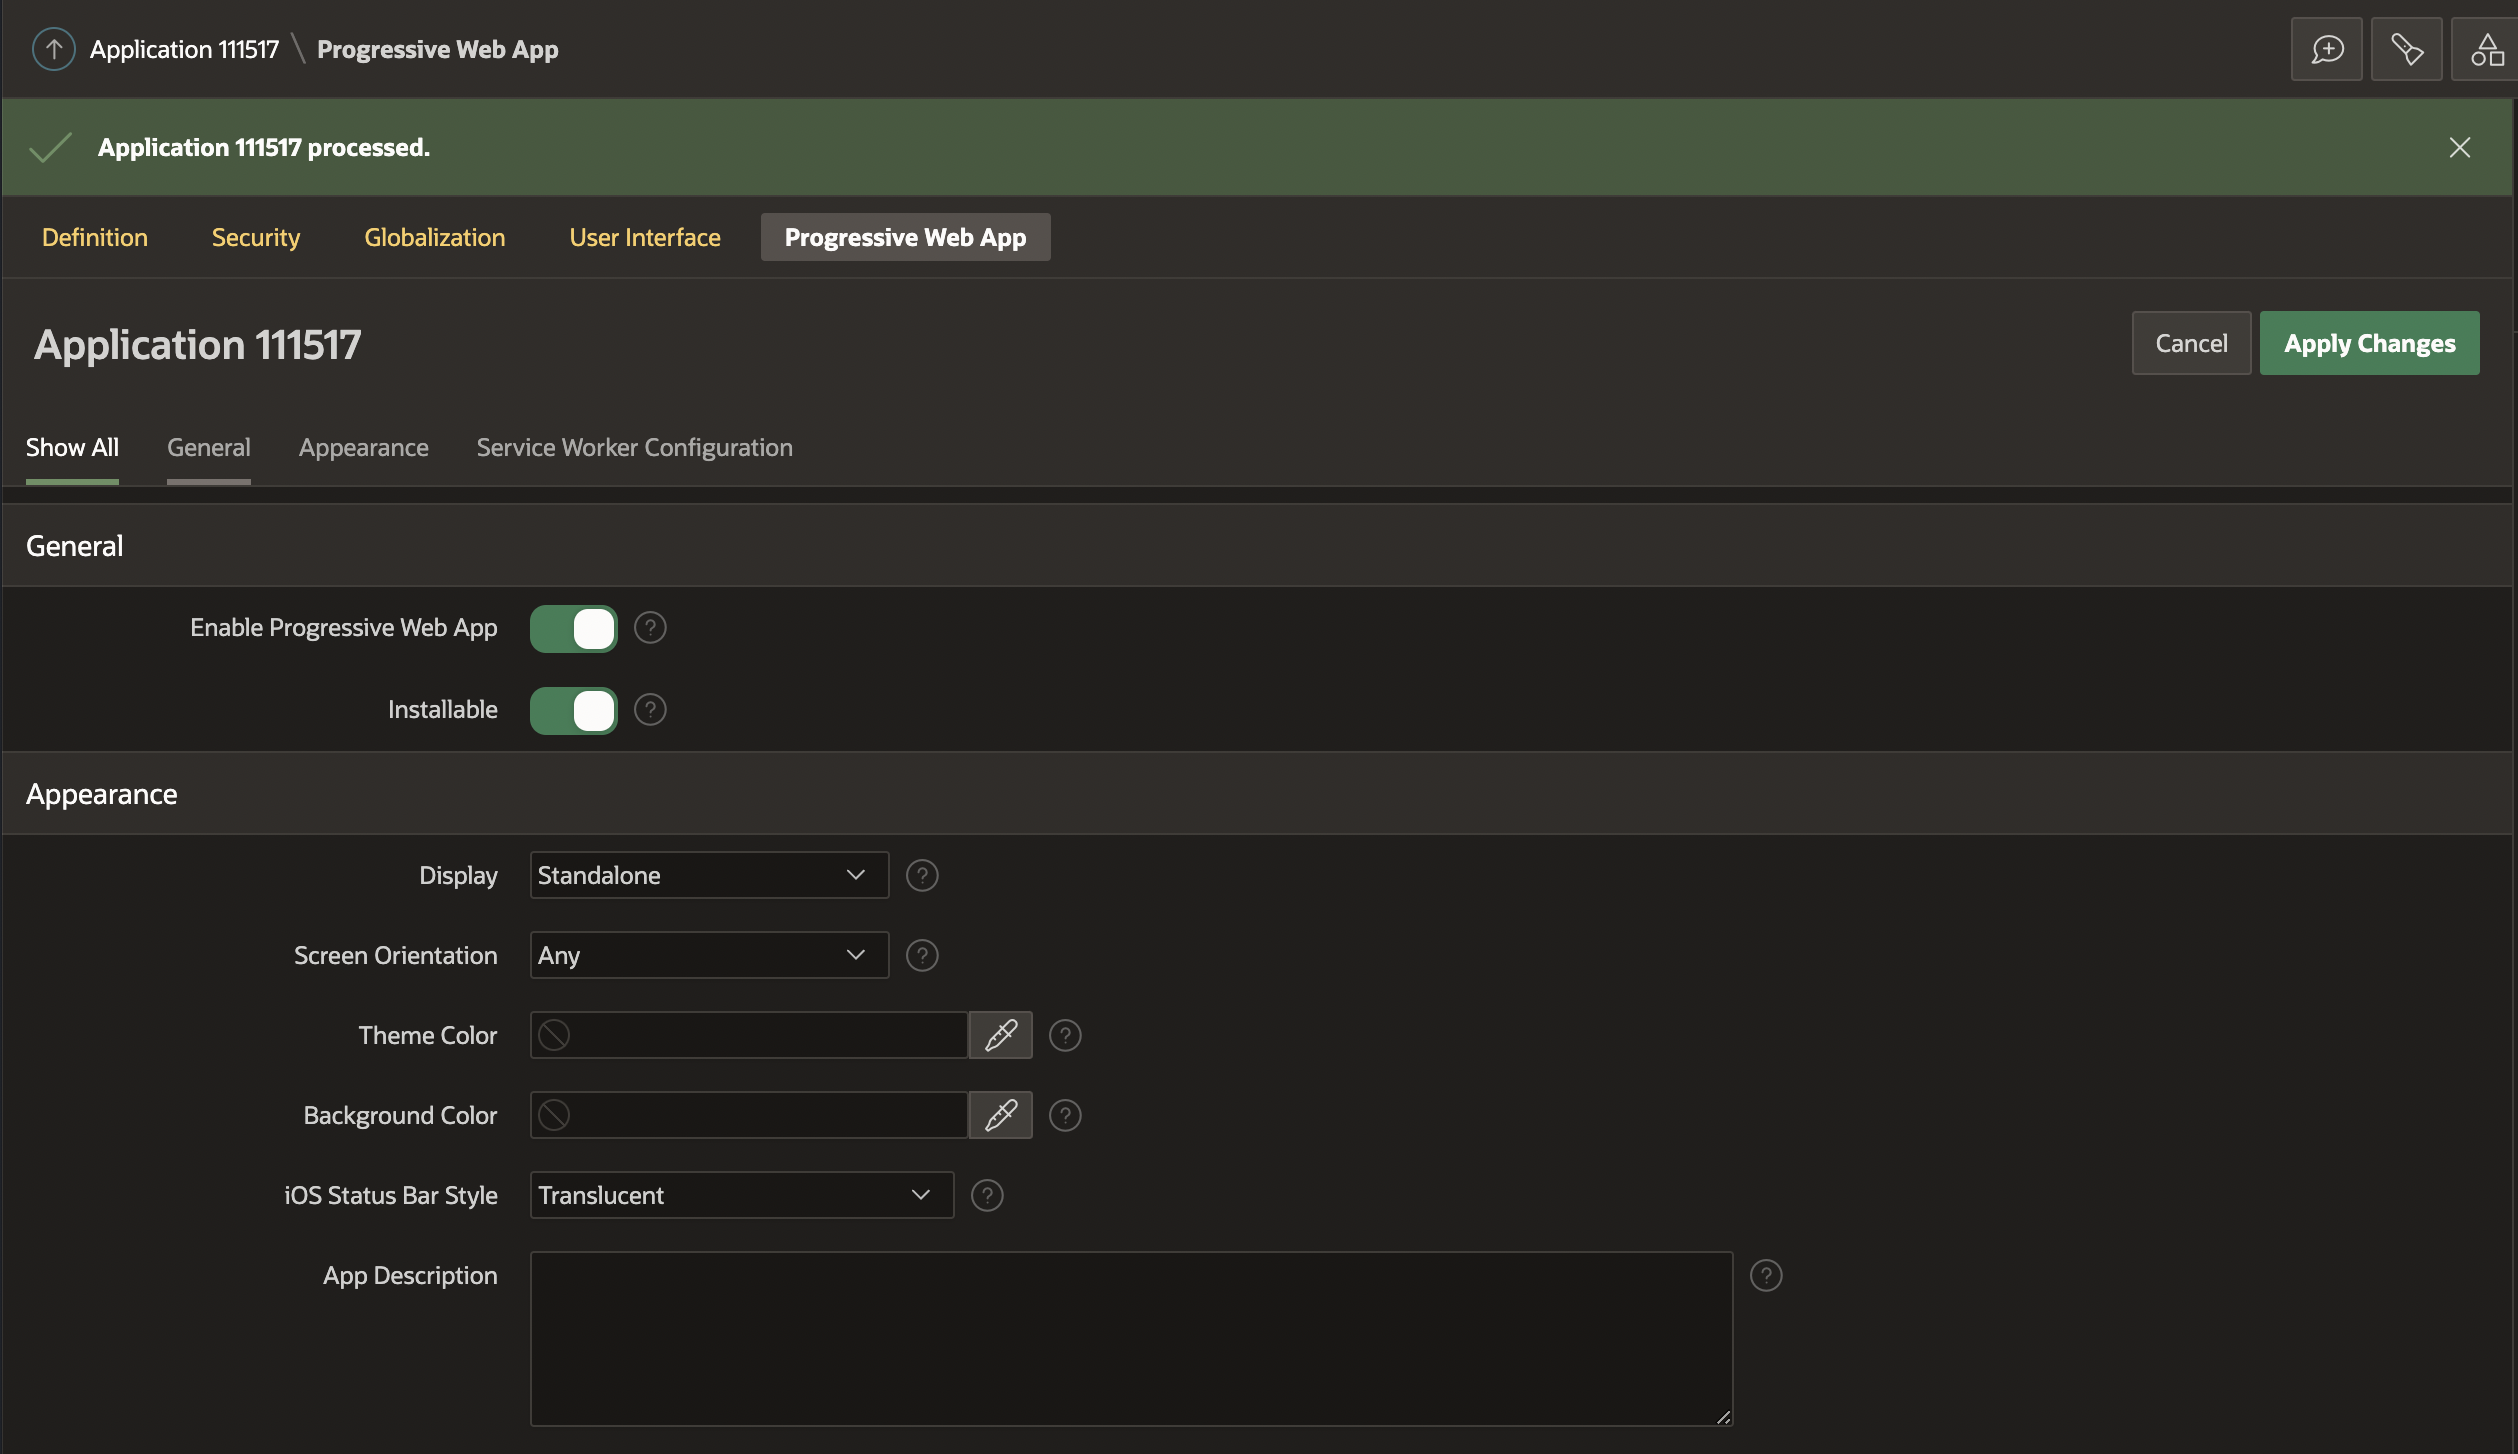 Application 111517 \ Progressive Web App
Application 111517 processed.
Definition Security Globalization User Interface Progressive Web App
Application 111517
Cancel Apply Changes
Show All General Appearance Service Worker Configuration
General
Enable Progressive Web App ?
Installable ?
Appearance
Display Standalone ?
Screen Orientation Any ?
Theme Color ?
Background Color ?
iOS Status Bar Style Translucent ?
App Description ?